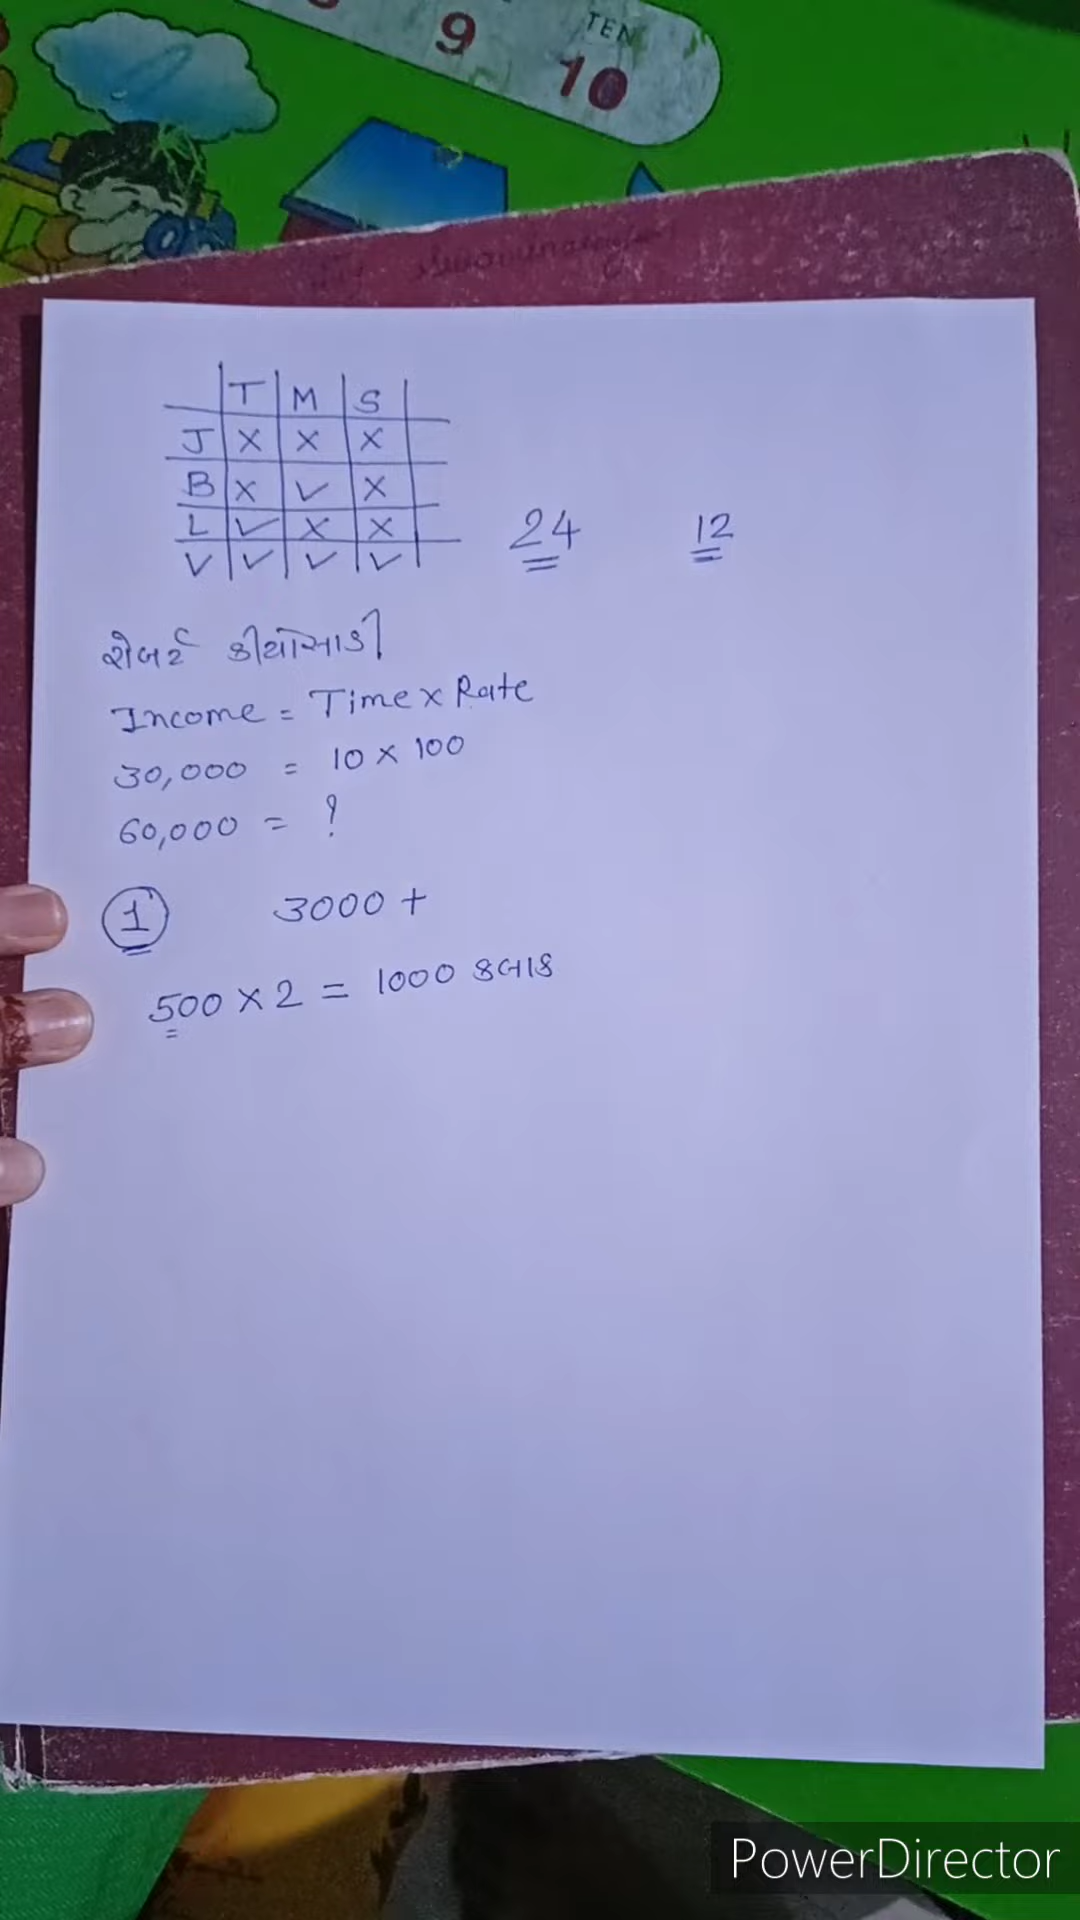 9
TEN
10
T M S
J X X X
B X ✓ X
L ✓ X X
V ✓ ✓ ✓
24 12
રોબર્ટ કીયોસાકી
Income = Time x Rate
30,000 = 10 x 100
60,000 = ?
1 3000 +
500 x 2 = 1000 કલાક
PowerDirector